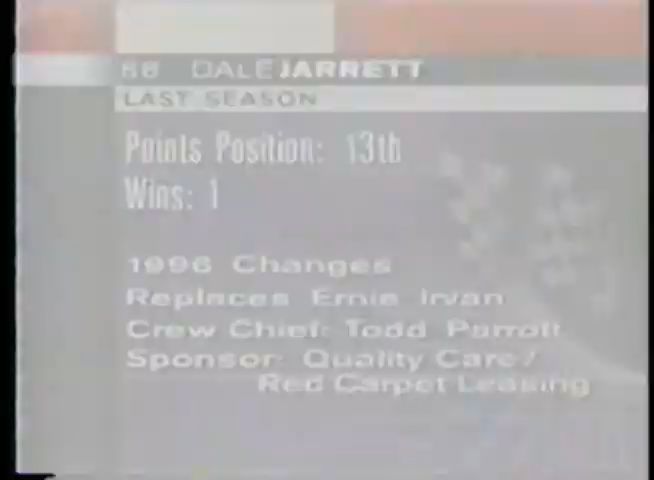 88 DALE JARRETT
LAST SEASON
Points Position: 13th
Wins: 1
1996 Changes
Replaces Ernie Irvan
Crew Chief: Todd Parrott
Sponsor: Quality Care/
Red Carpet Leasing